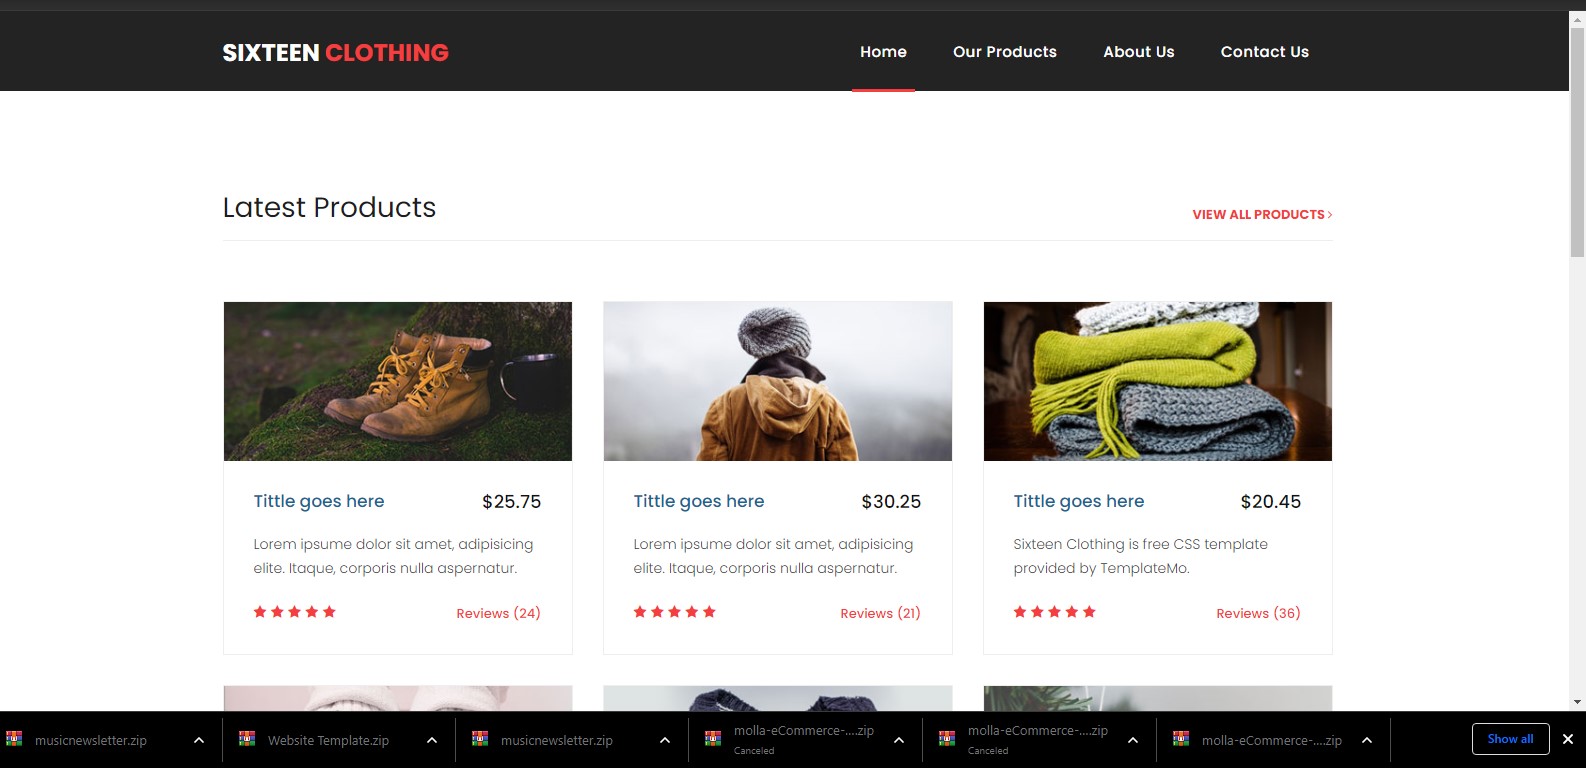 SIXTEEN CLOTHING
Home Our Products About Us Contact Us
Latest Products
VIEW ALL PRODUCTS
Tittle goes here $25.75
Lorem ipsume dolor sit amet, adipisicing
elite. Itaque, corporis nulla aspernatur.
Reviews (24)
Tittle goes here $30.25
Lorem ipsume dolor sit amet, adipisicing
elite. Itaque, corporis nulla aspernatur.
Reviews (21)
Tittle goes here $20.45
Sixteen Clothing is free CSS template
provided by TemplateMo.
Reviews (36)
musicnewsletter.zip
Website Template.zip
musicnewsletter.zip
molla-eCommerce-....zip
Canceled
molla-eCommerce-....zip
Canceled
molla-eCommerce-....zip
Show all